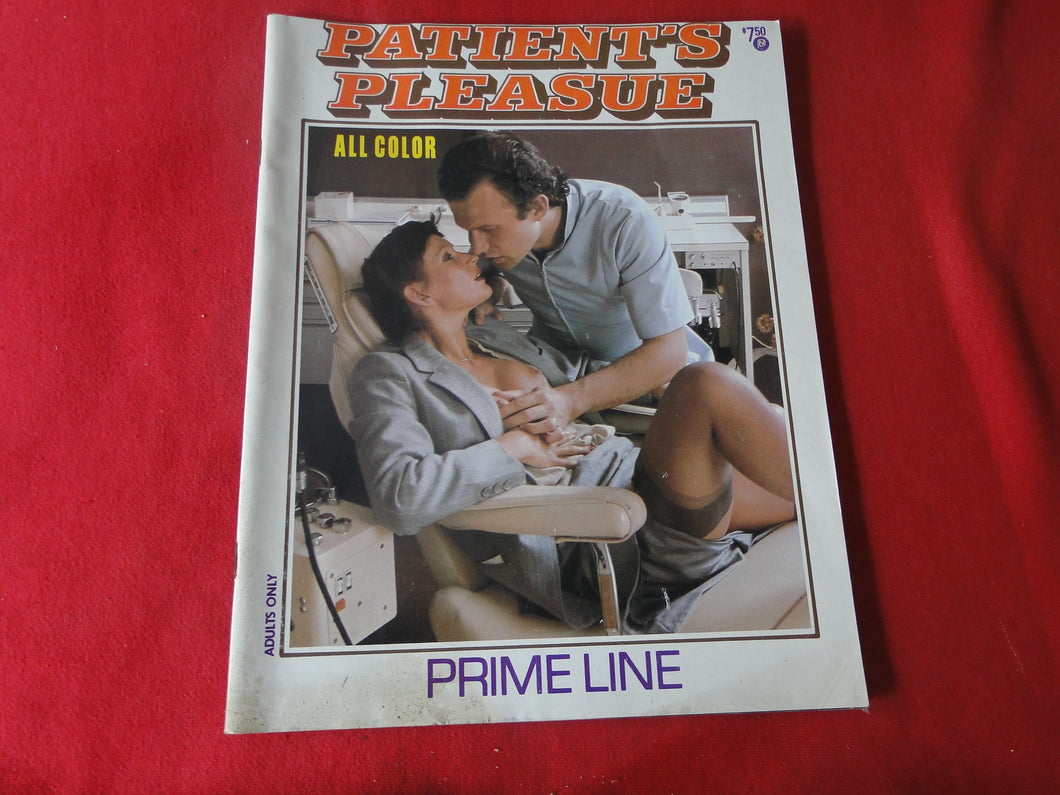 PATIENT'S
PLEASUE
$7.50
ALL COLOR
ADULTS ONLY
PRIME LINE